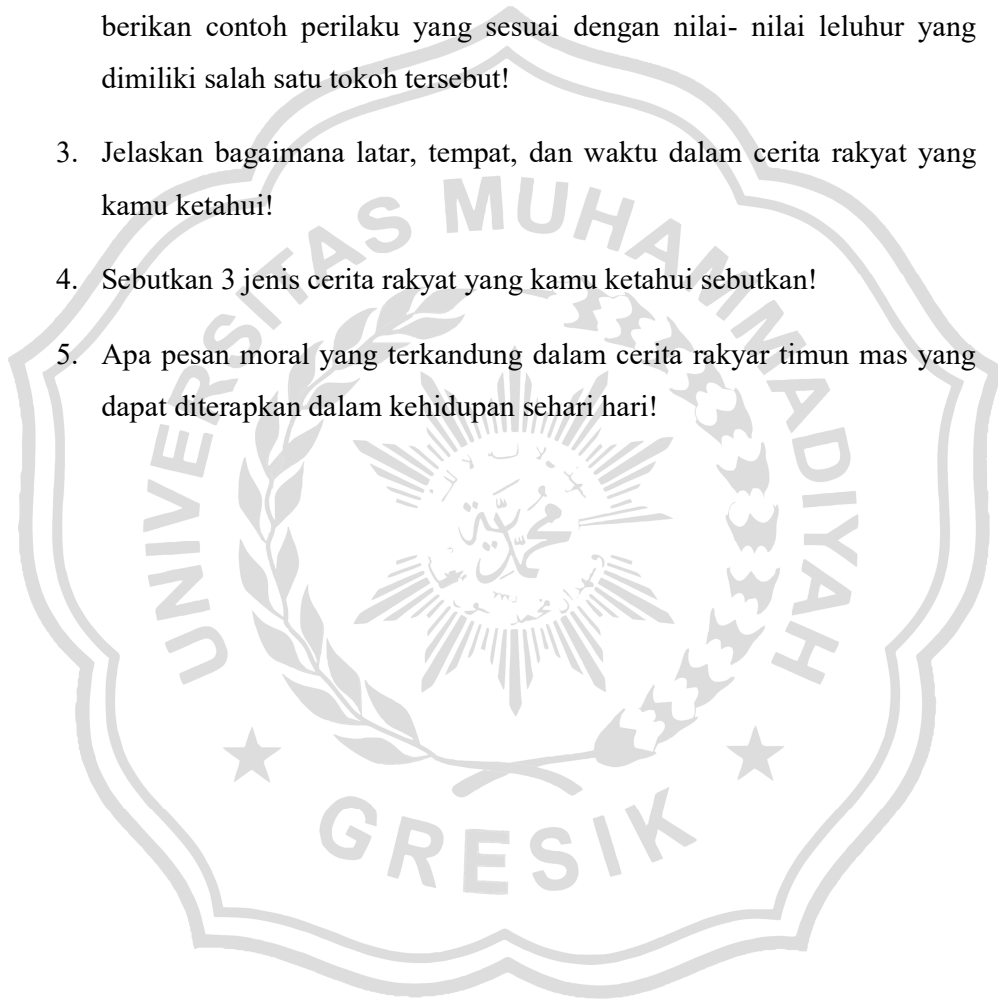 berikan contoh perilaku yang sesuai dengan nilai- nilai leluhur yang
dimiliki salah satu tokoh tersebut!
3. Jelaskan bagaimana latar, tempat, dan waktu dalam cerita rakyat yang
kamu ketahui!
4. Sebutkan 3 jenis cerita rakyat yang kamu ketahui sebutkan!
5. Apa pesan moral yang terkandung dalam cerita rakyar timun mas yang
dapat diterapkan dalam kehidupan sehari hari!
UNIVERSITAS MUHAMMADIYAH
GRESIK